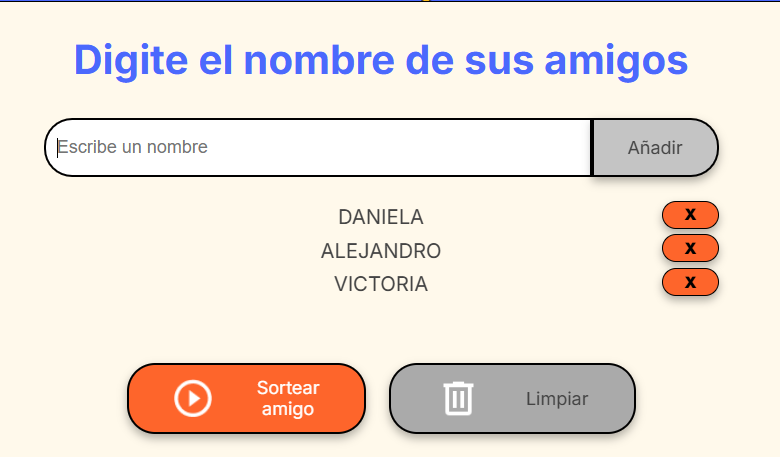 Digite el nombre de sus amigos
Escribe un nombre
Añadir
DANIELA
X
ALEJANDRO
X
VICTORIA
X
Sortear
amigo
Limpiar